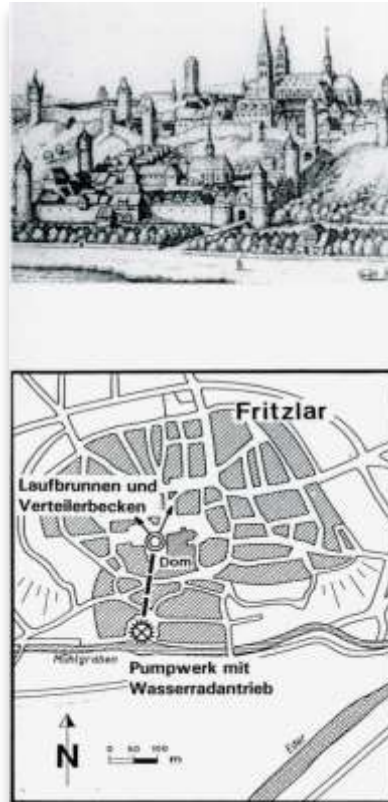 Fritzlar
Laufbrunnen und
Verteilerbecken
Dom
Mühlgraben
Pumpwerk mit
Wasserradantrieb
Eder
N
0 50 100
m